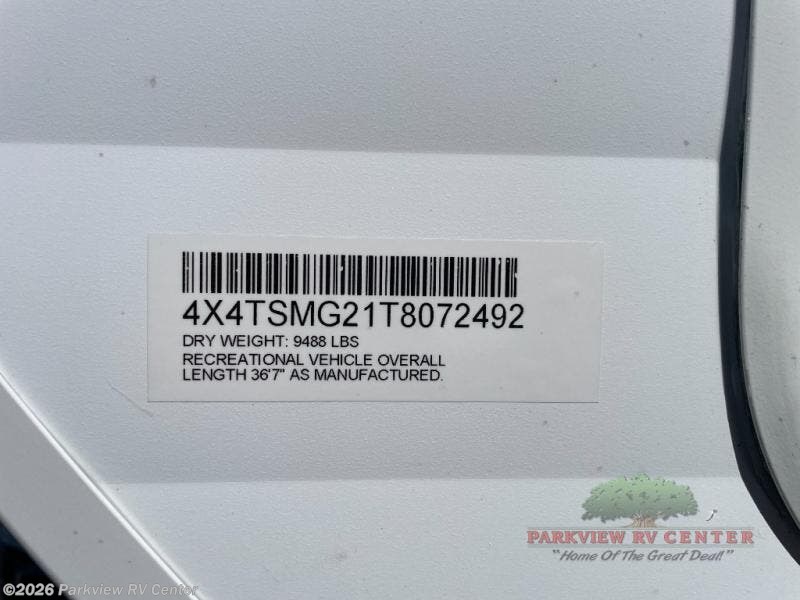 4X4TSMG21T8072492
DRY WEIGHT: 9488 LBS
RECREATIONAL VEHICLE OVERALL
LENGTH 36'7" AS MANUFACTURED.
PARKVIEW RV CENTER
"Home Of The Great Deal!"
©2026 Parkview RV Center